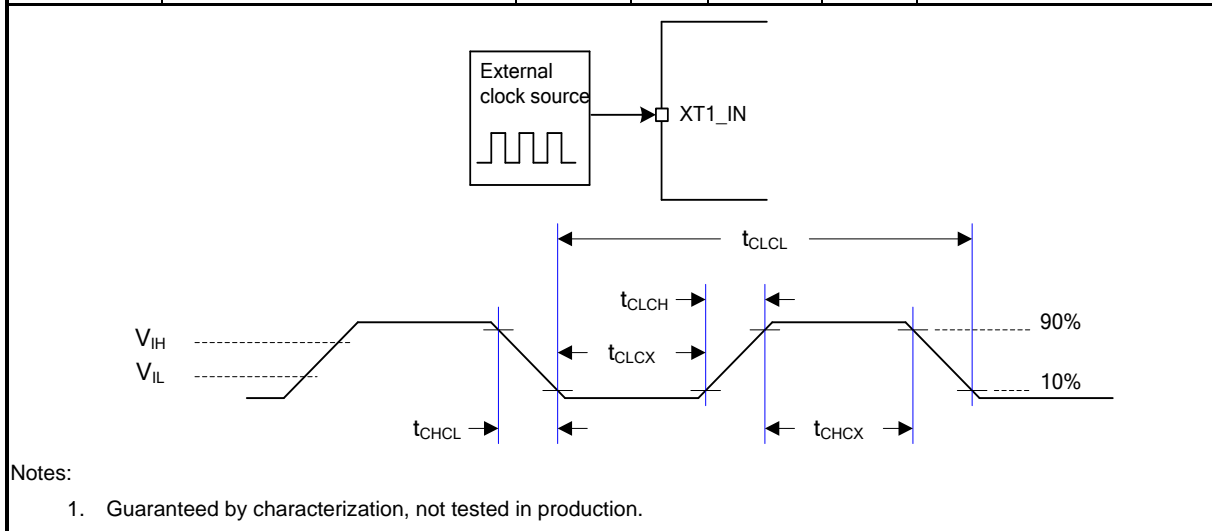 External
clock source
XT1_IN
tCLCL
tCLCH
90%
VIH
tCLCX
VIL
10%
tCHCL
tCHCX
Notes:
1. Guaranteed by characterization, not tested in production.